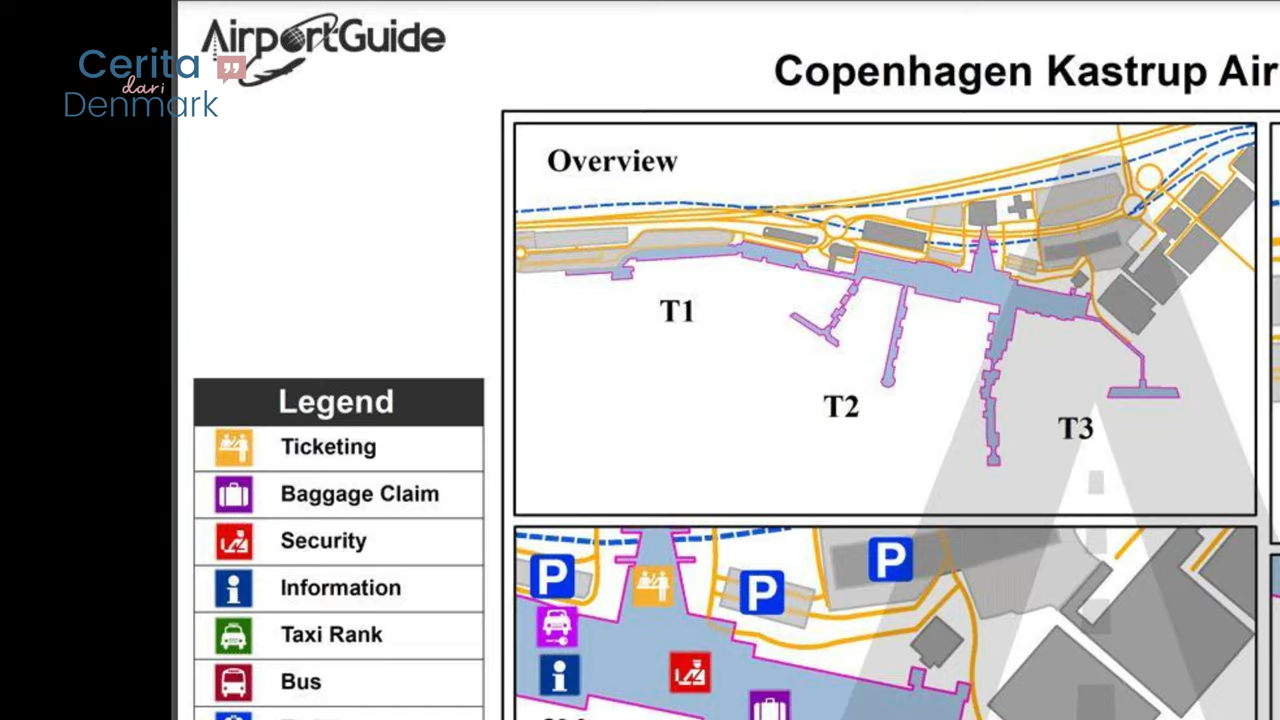 AirportGuide
Cerita
dari
Denmark
Copenhagen Kastrup Air
Overview
T1
T2
T3
Legend
Ticketing
Baggage Claim
Security
Information
Taxi Rank
Bus
P
P
P